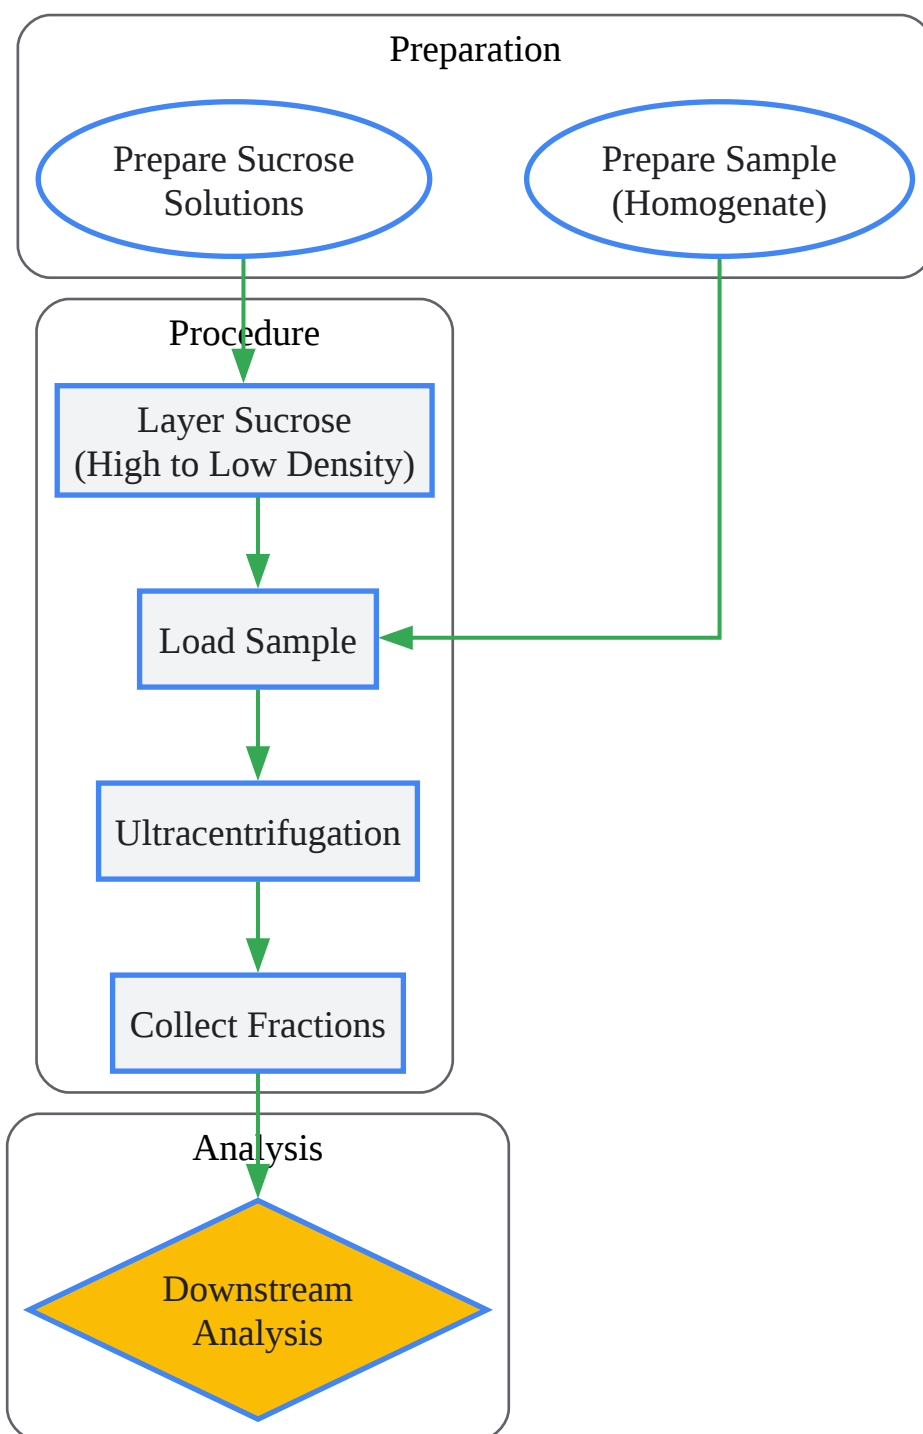 Preparation
Prepare Sucrose
Solutions
Prepare Sample
(Homogenate)
Procedure
Layer Sucrose
(High to Low Density)
Load Sample
Ultracentrifugation
Collect Fractions
Analysis
Downstream
Analysis